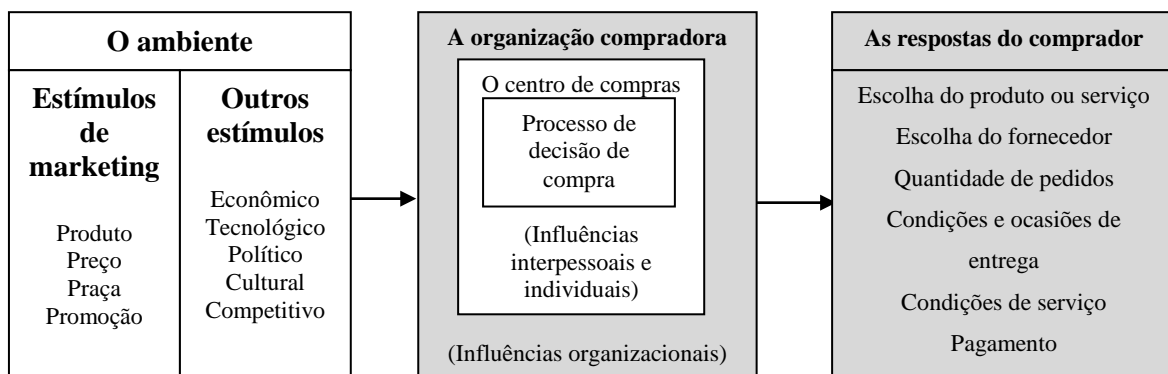 O ambiente
Estímulos
de
marketing
Produto
Preço
Praça
Promoção
Outros
estímulos
Econômico
Tecnológico
Político
Cultural
Competitivo
A organização compradora
O centro de compras
Processo de
decisão de
compra
(Influências
interpessoais e
individuais)
(Influências organizacionais)
As respostas do comprador
Escolha do produto ou serviço
Escolha do fornecedor
Quantidade de pedidos
Condições e ocasiões de
entrega
Condições de serviço
Pagamento